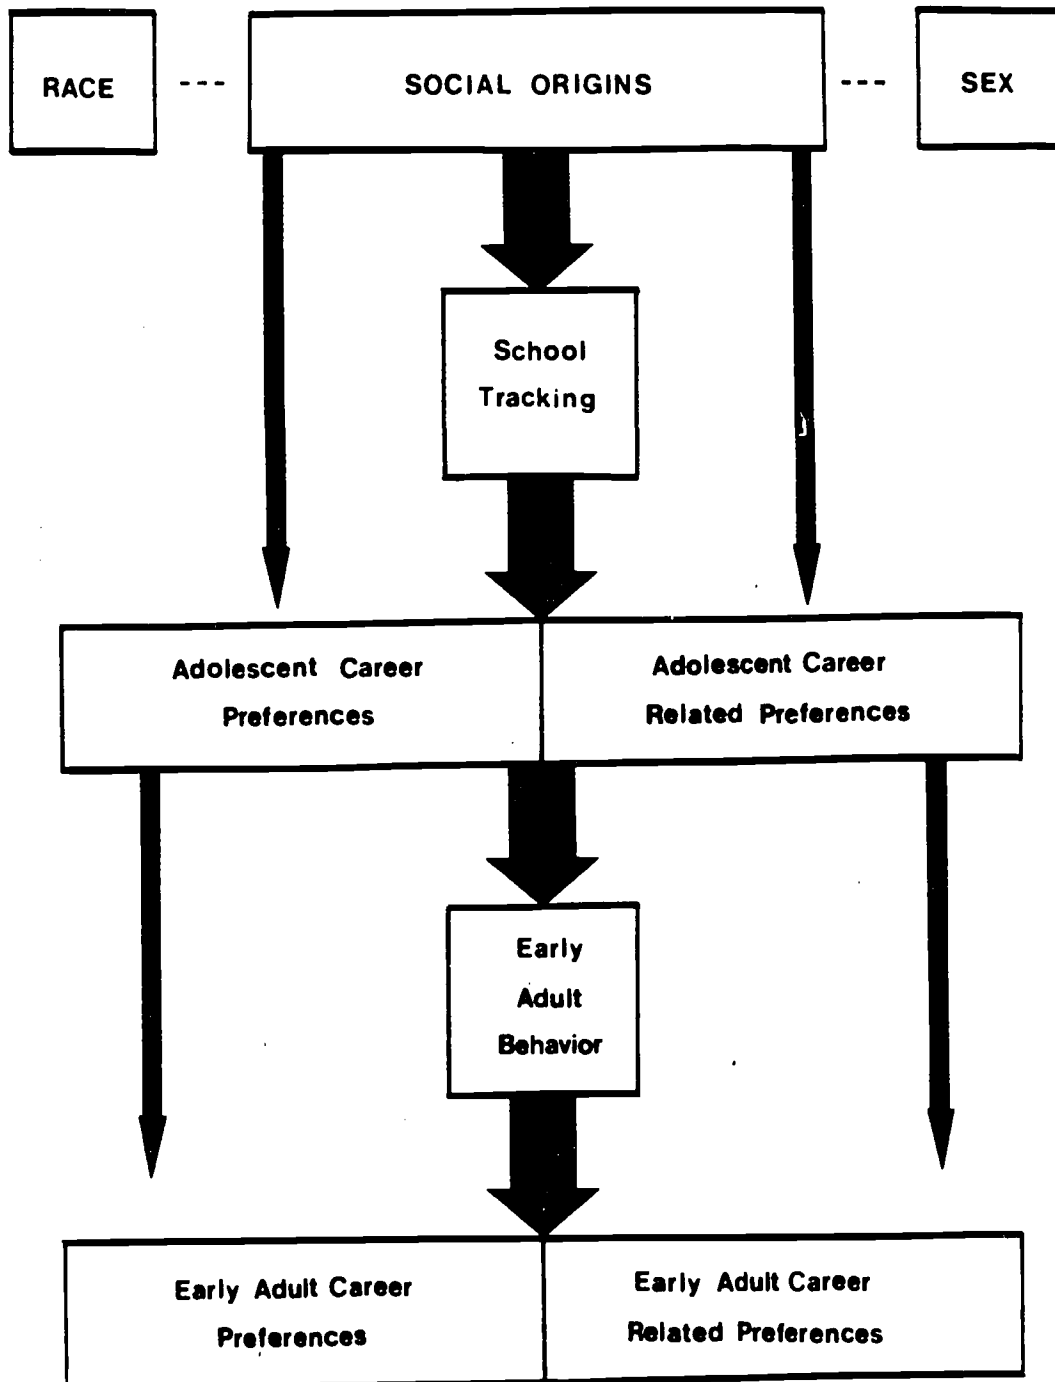 RACE --- SOCIAL ORIGINS --- SEX
School
Tracking
Adolescent Career
Preferences
Adolescent Career
Related Preferences
Early
Adult
Behavior
Early Adult Career
Preferences
Early Adult Career
Related Preferences